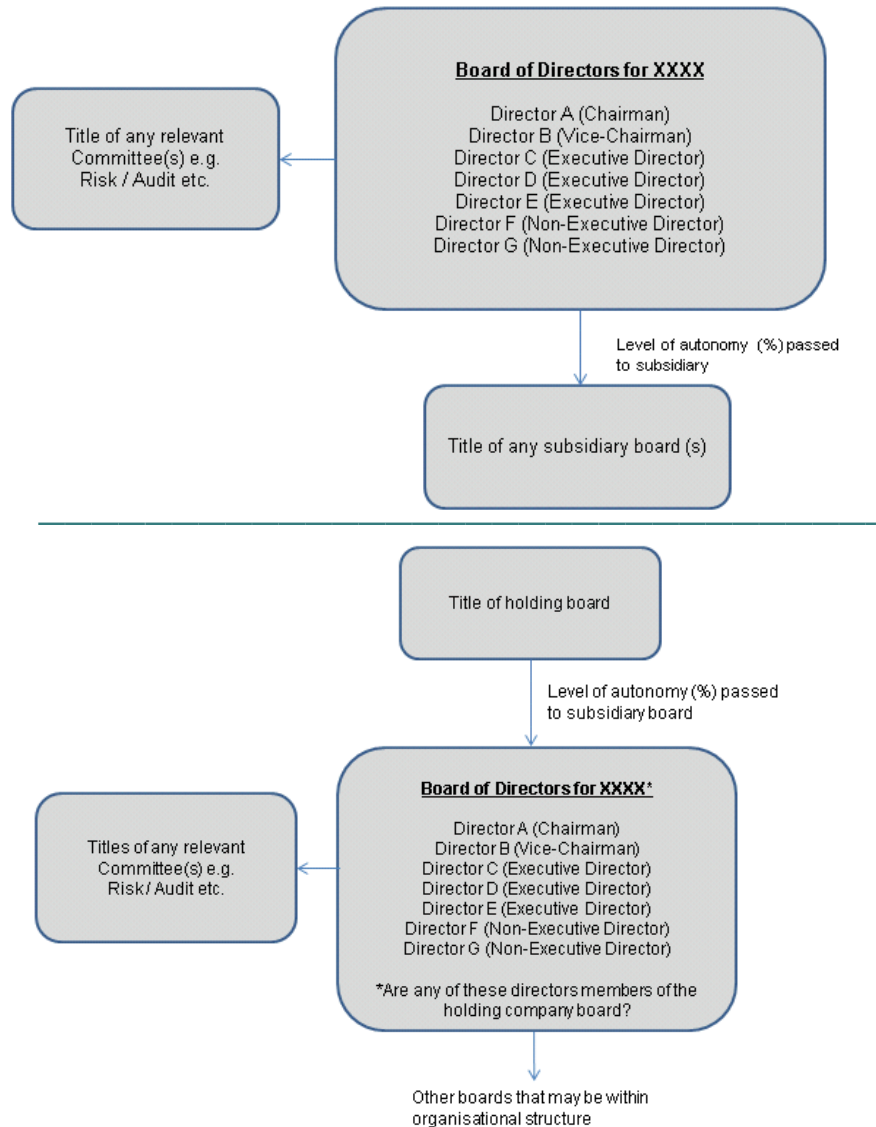 Board of Directors for XXXX
Director A (Chairman)
Director B (Vice-Chairman)
Director C (Executive Director)
Director D (Executive Director)
Director E (Executive Director)
Director F (Non-Executive Director)
Director G (Non-Executive Director)
Title of any relevant
Committee(s) e.g.
Risk / Audit etc.
Level of autonomy (%) passed
to subsidiary
Title of any subsidiary board (s)
Title of holding board
Level of autonomy (%) passed
to subsidiary board
Board of Directors for XXXX*
Director A (Chairman)
Director B (Vice-Chairman)
Director C (Executive Director)
Director D (Executive Director)
Director E (Executive Director)
Director F (Non-Executive Director)
Director G (Non-Executive Director)
*Are any of these directors members of the
holding company board?
Titles of any relevant
Committee(s) e.g.
Risk / Audit etc.
Other boards that may be within
organisational structure